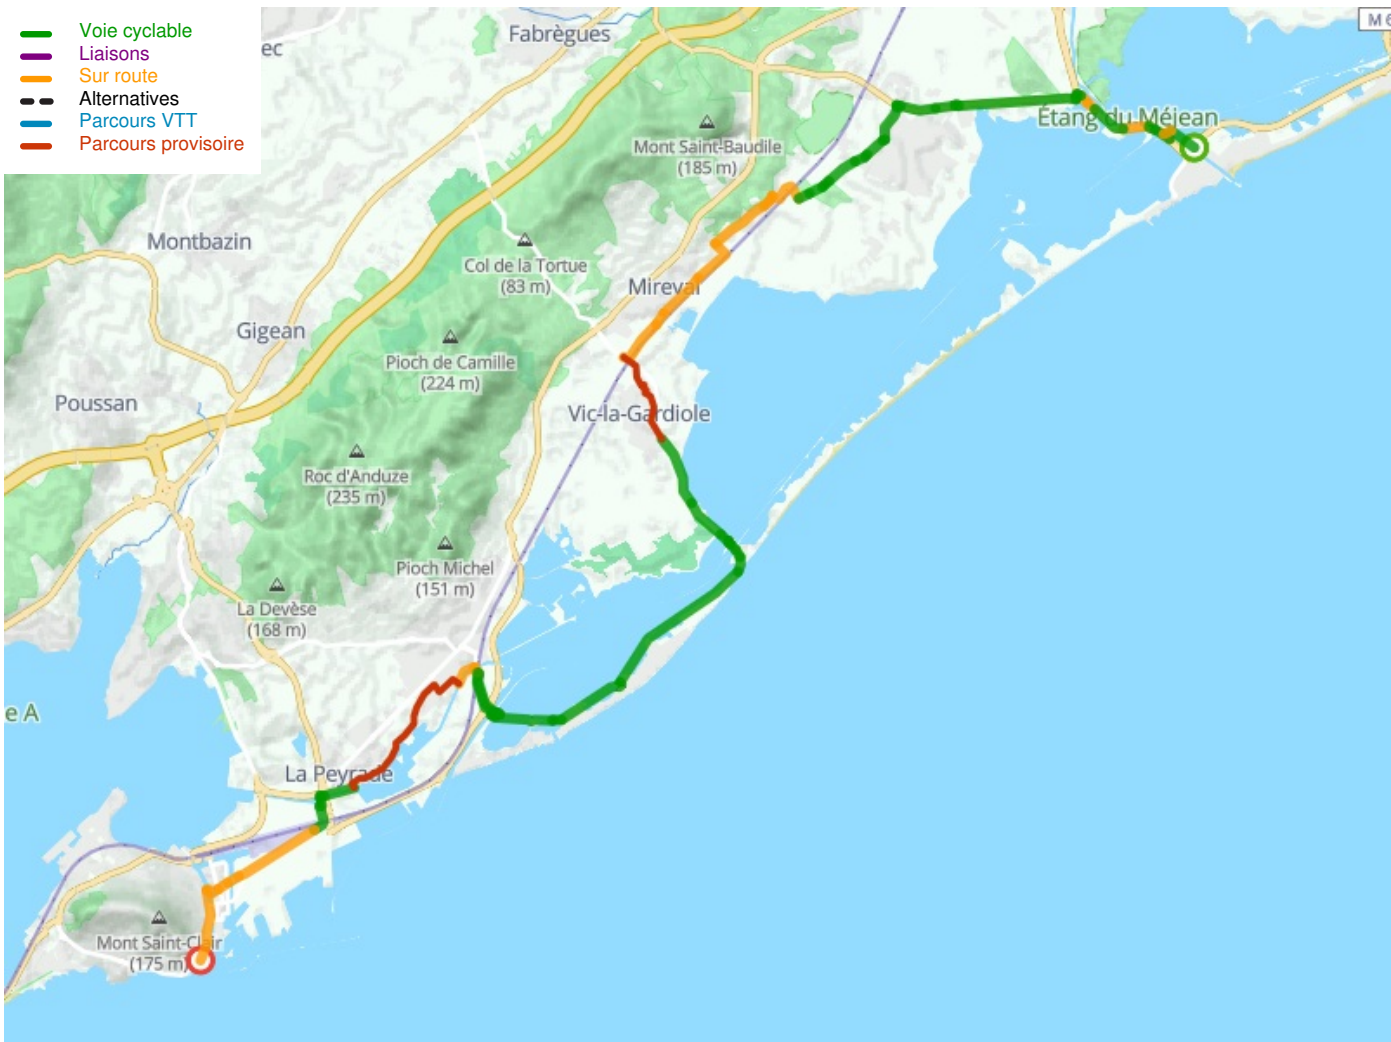 Voie cyclable
Liaisons
Sur route
Alternatives
Parcours VTT
Parcours provisoire
ec
Fabrègues
M 6
Étang du Méjean
Mont Saint-Baudile
(185 m)
Montbazin
Col de la Tortue
(83 m)
Mireval
Gigean
Pioch de Camille
(224 m)
Poussan
Vic-la-Gardiole
Roc d'Anduze
(235 m)
Pioch Michel
(151 m)
La Devèse
(168 m)
e A
La Peyrade
Mont Saint-Clair
(175 m)